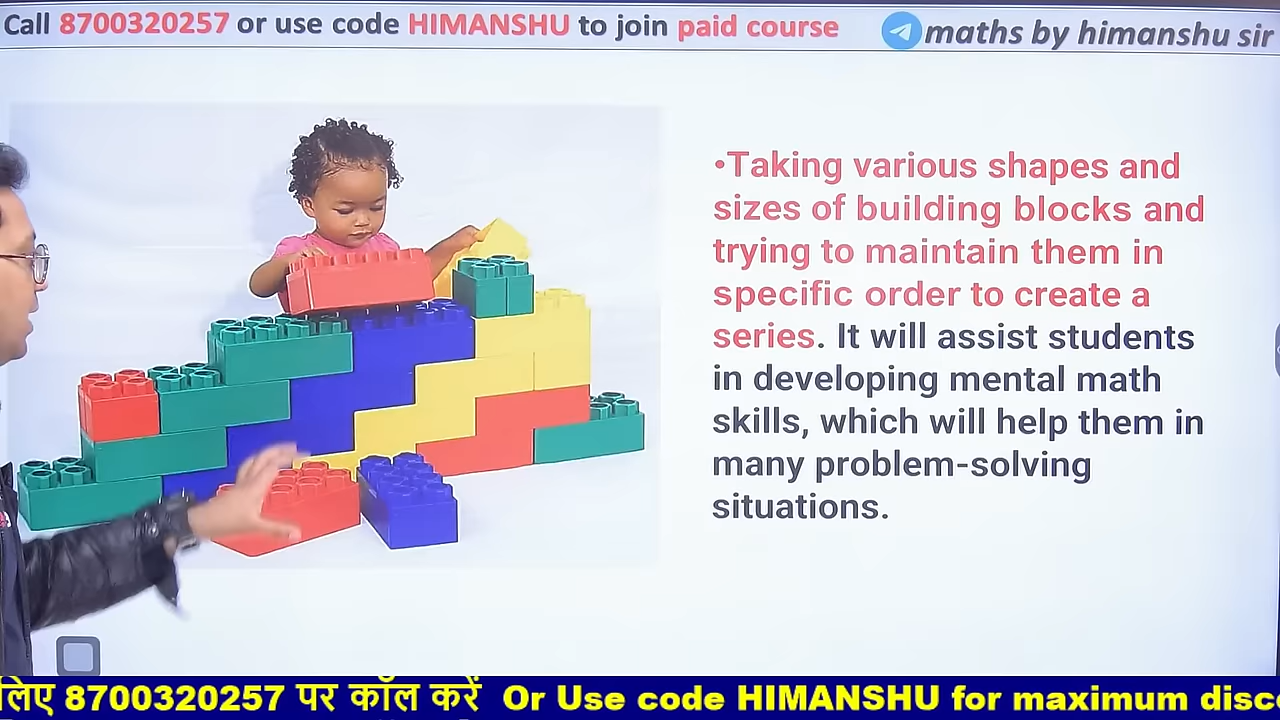 Call 8700320257 or use code HIMANSHU to join paid course
maths by himanshu sir
•Taking various shapes and
sizes of building blocks and
trying to maintain them in
specific order to create a
series. It will assist students
in developing mental math
skills, which will help them in
many problem-solving
situations.
लिए 8700320257 पर कॉल करें Or Use code HIMANSHU for maximum disc